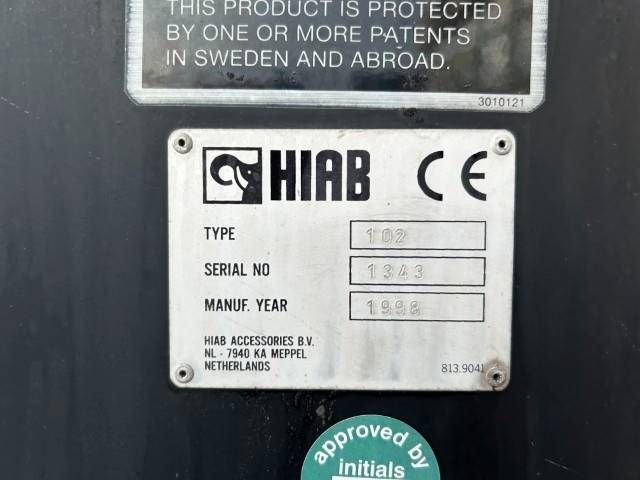 THIS PRODUCT IS PROTECTED
BY ONE OR MORE PATENTS
IN SWEDEN AND ABROAD.
3010121
HIAB CE
TYPE 102
SERIAL NO 1343
MANUF. YEAR 1998
HIAB ACCESSORIES B.V.
NL - 7940 KA MEPPEL
NETHERLANDS
813.9041
approved by
initials